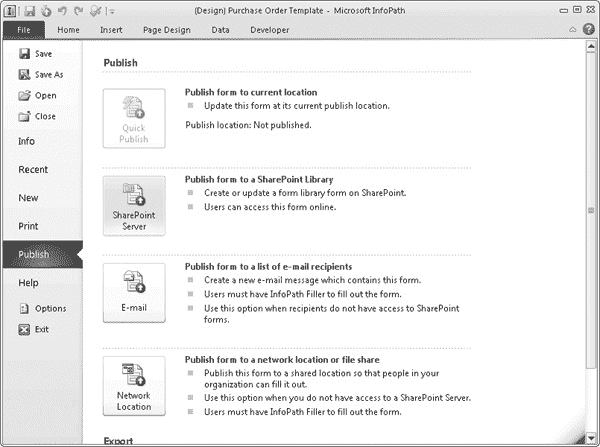 (Design) Purchase Order Template - Microsoft InfoPath
File Home Insert Page Design Data Developer
Save
Save As
Open
Close
Info
Recent
New
Print
Publish
Help
Options
Exit
Publish
Quick Publish
Publish form to current location
Update this form at its current publish location.
Publish location: Not published.
SharePoint Server
Publish form to a SharePoint Library
Create or update a form library form on SharePoint.
Users can access this form online.
E-mail
Publish form to a list of e-mail recipients
Create a new e-mail message which contains this form.
Users must have InfoPath Filler to fill out the form.
Use this option when recipients do not have access to SharePoint
forms.
Network Location
Publish form to a network location or file share
Publish this form to a shared location so that people in your
organization can fill it out.
Use this option when you do not have access to a SharePoint Server.
Users must have InfoPath Filler to fill out the form.
Export